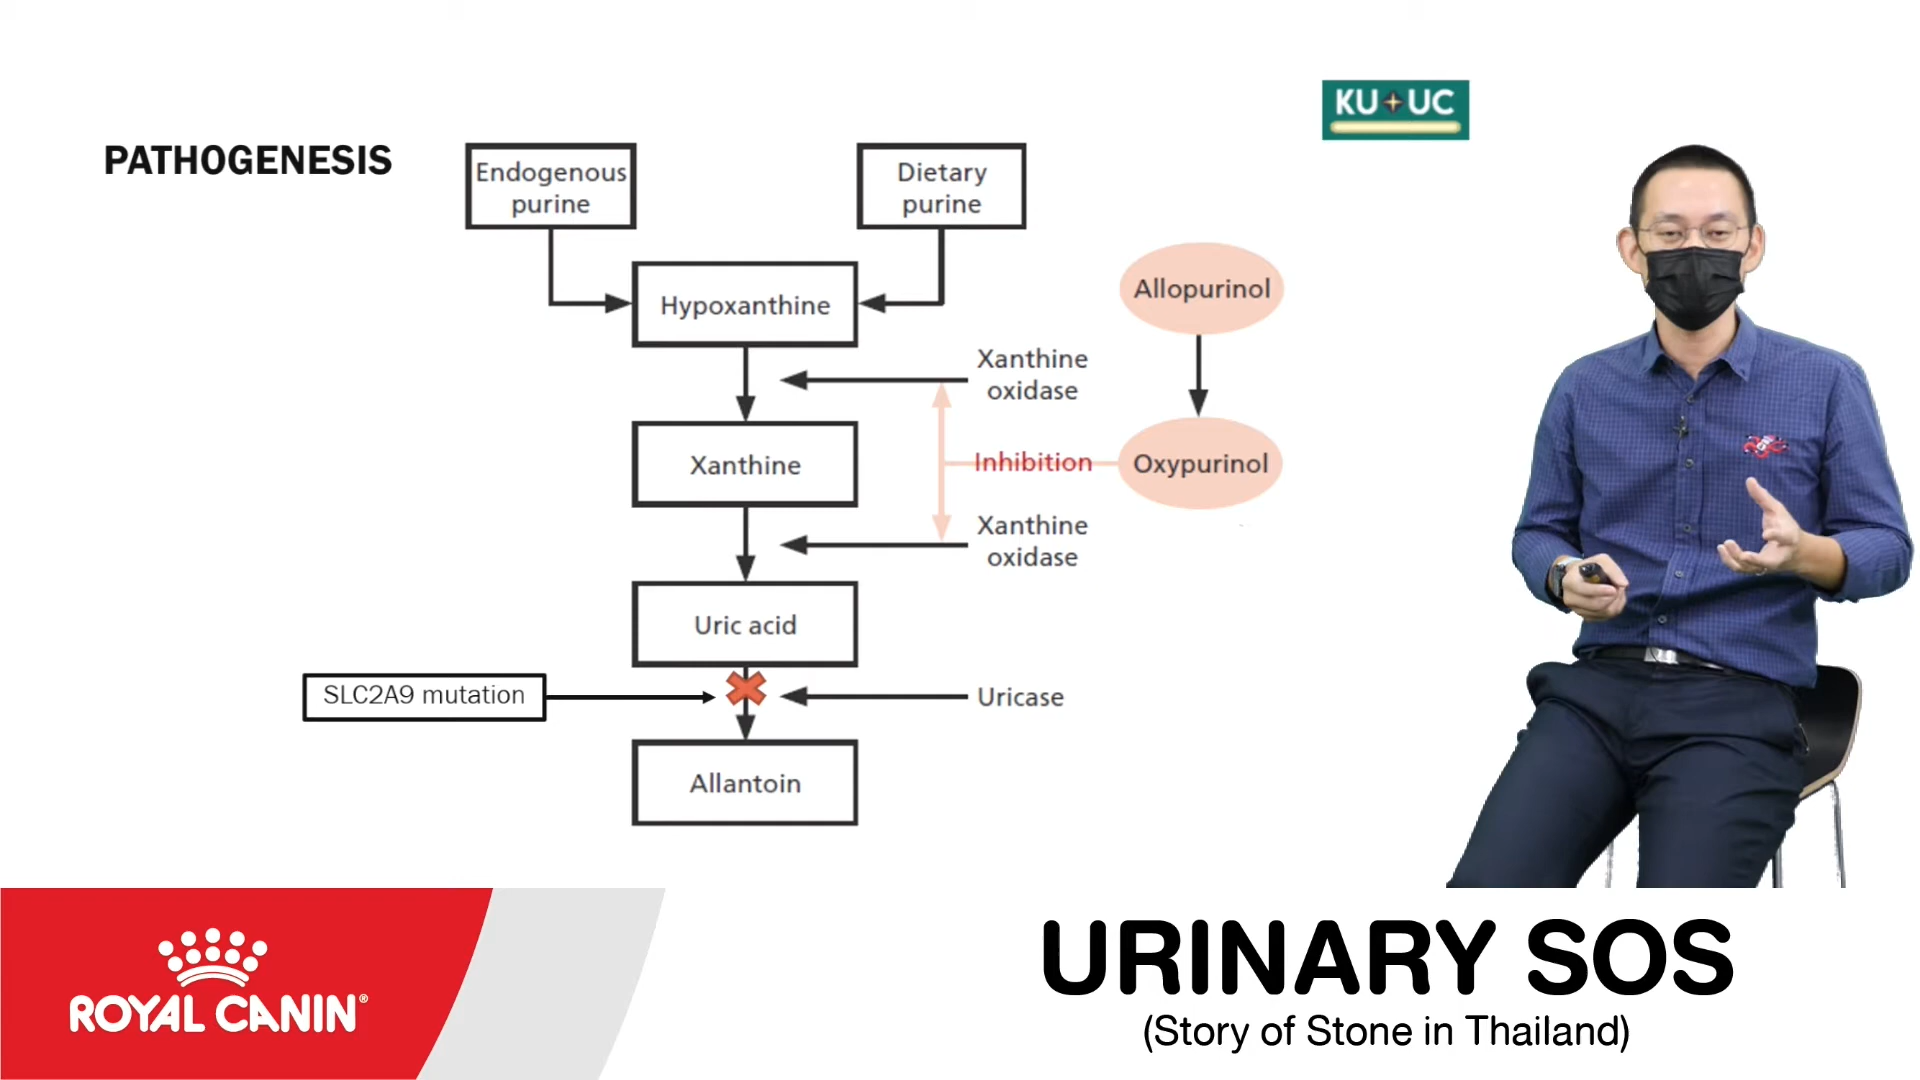 KU+UC
PATHOGENESIS
Endogenous
purine
Dietary
purine
Hypoxanthine
Allopurinol
Xanthine
oxidase
Xanthine
Inhibition
Oxypurinol
Xanthine
oxidase
Uric acid
SLC2A9 mutation
Uricase
Allantoin
ROYAL CANIN®
URINARY SOS
(Story of Stone in Thailand)